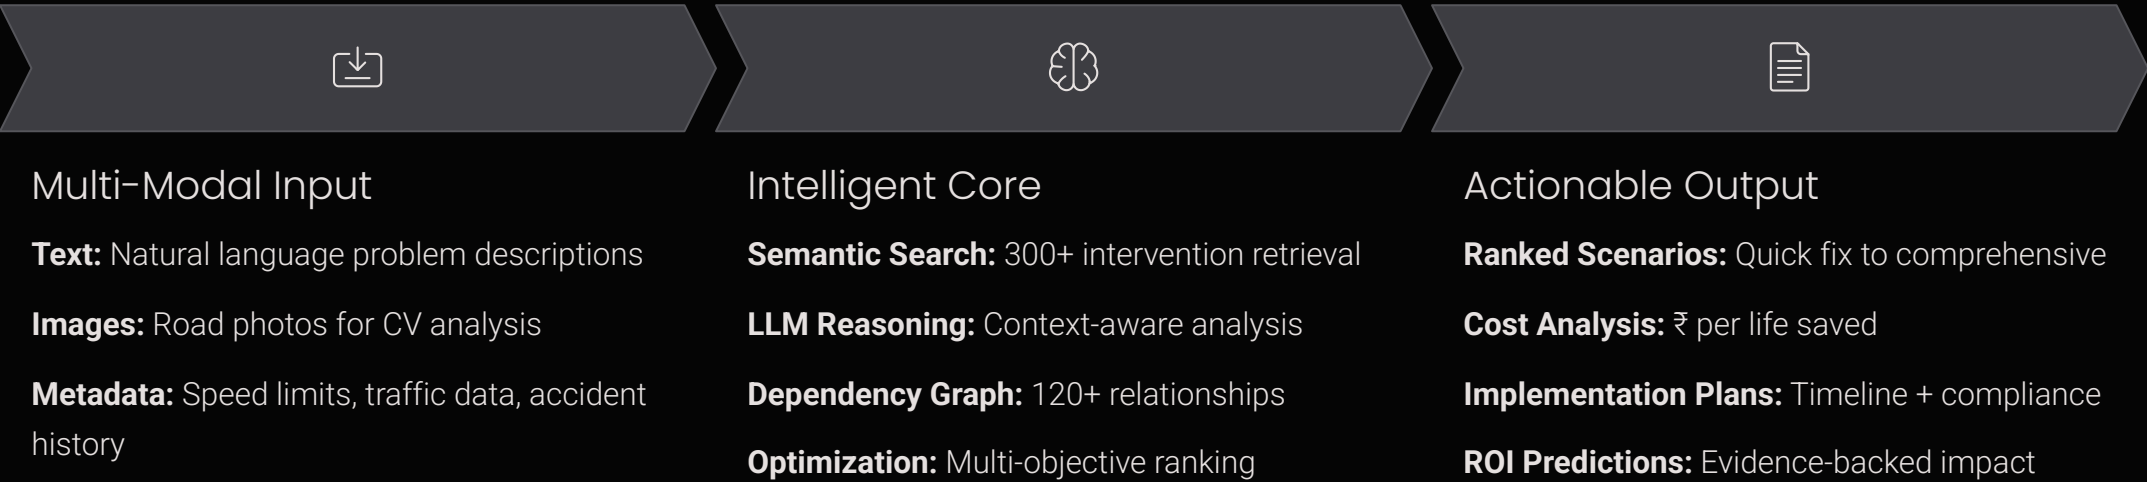 Multi-Modal Input
Text: Natural language problem descriptions
Images: Road photos for CV analysis
Metadata: Speed limits, traffic data, accident
history
Intelligent Core
Semantic Search: 300+ intervention retrieval
LLM Reasoning: Context-aware analysis
Dependency Graph: 120+ relationships
Optimization: Multi-objective ranking
Actionable Output
Ranked Scenarios: Quick fix to comprehensive
Cost Analysis: ₹ per life saved
Implementation Plans: Timeline + compliance
ROI Predictions: Evidence-backed impact